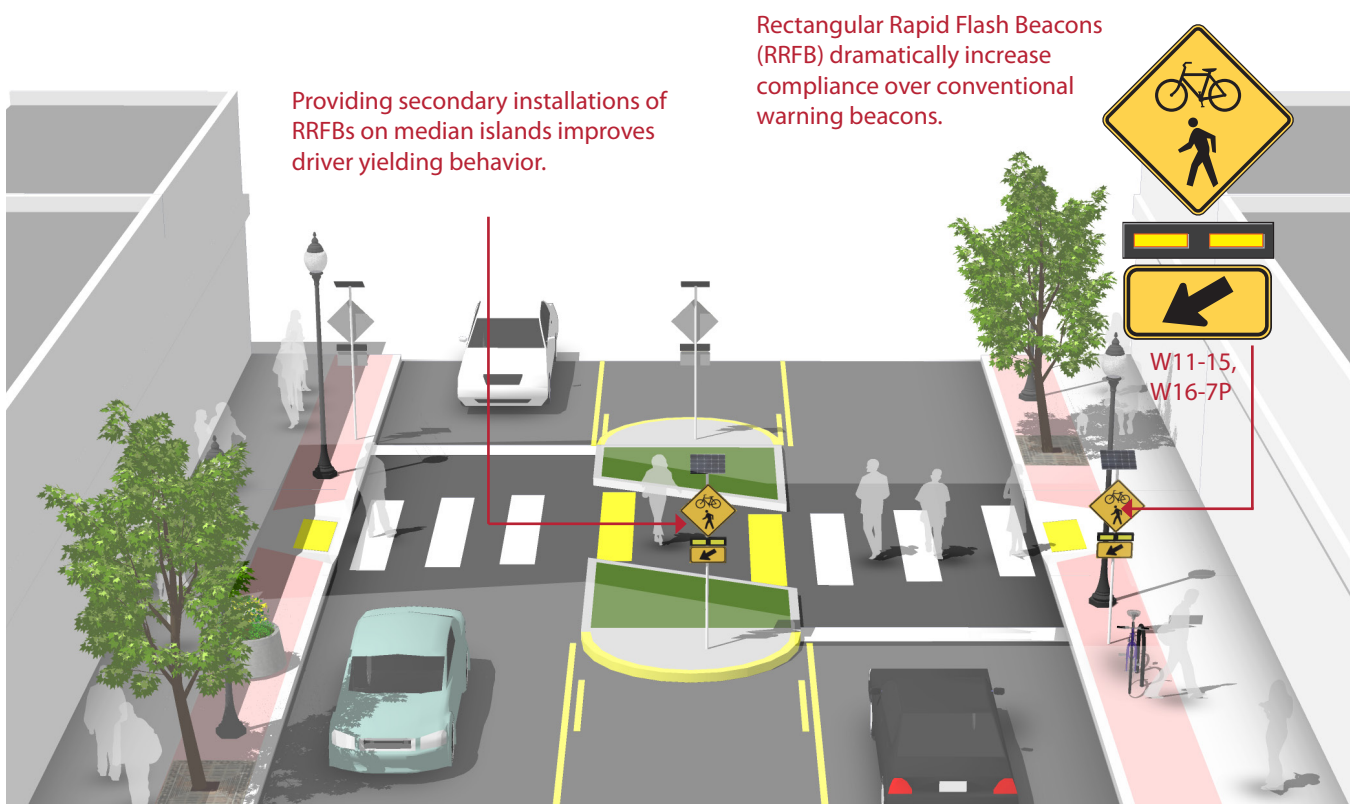 Rectangular Rapid Flash Beacons
(RRFB) dramatically increase
compliance over conventional
warning beacons.
Providing secondary installations of
RRFBs on median islands improves
driver yielding behavior.
W11-15,
W16-7P